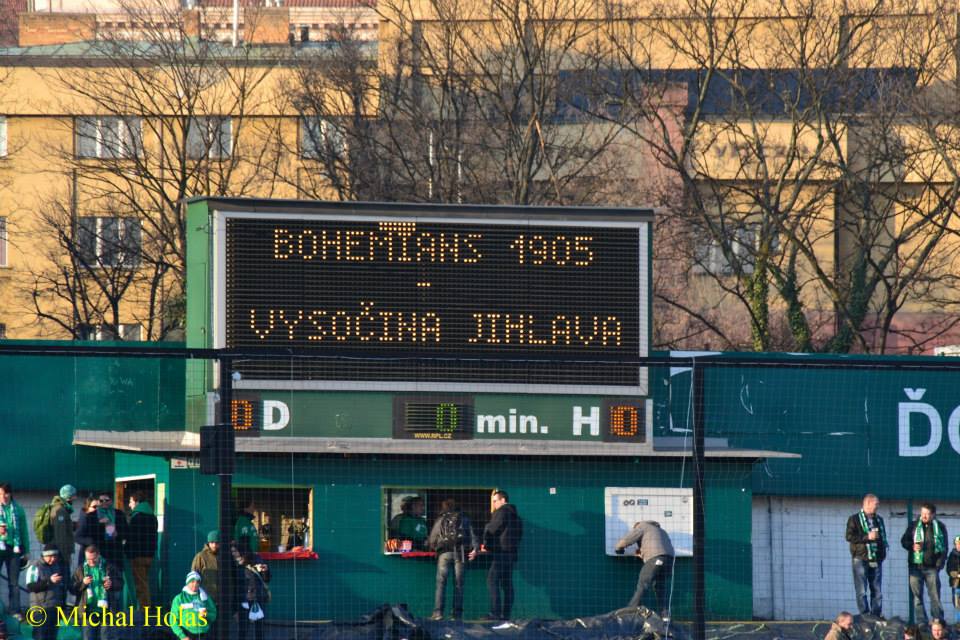 BOHEMIANS 1905
-
VYSOČINA JIHLAVA
0 D 0 min. H 0
WWW.RPL.CZ
ĎO
© Michal Holas